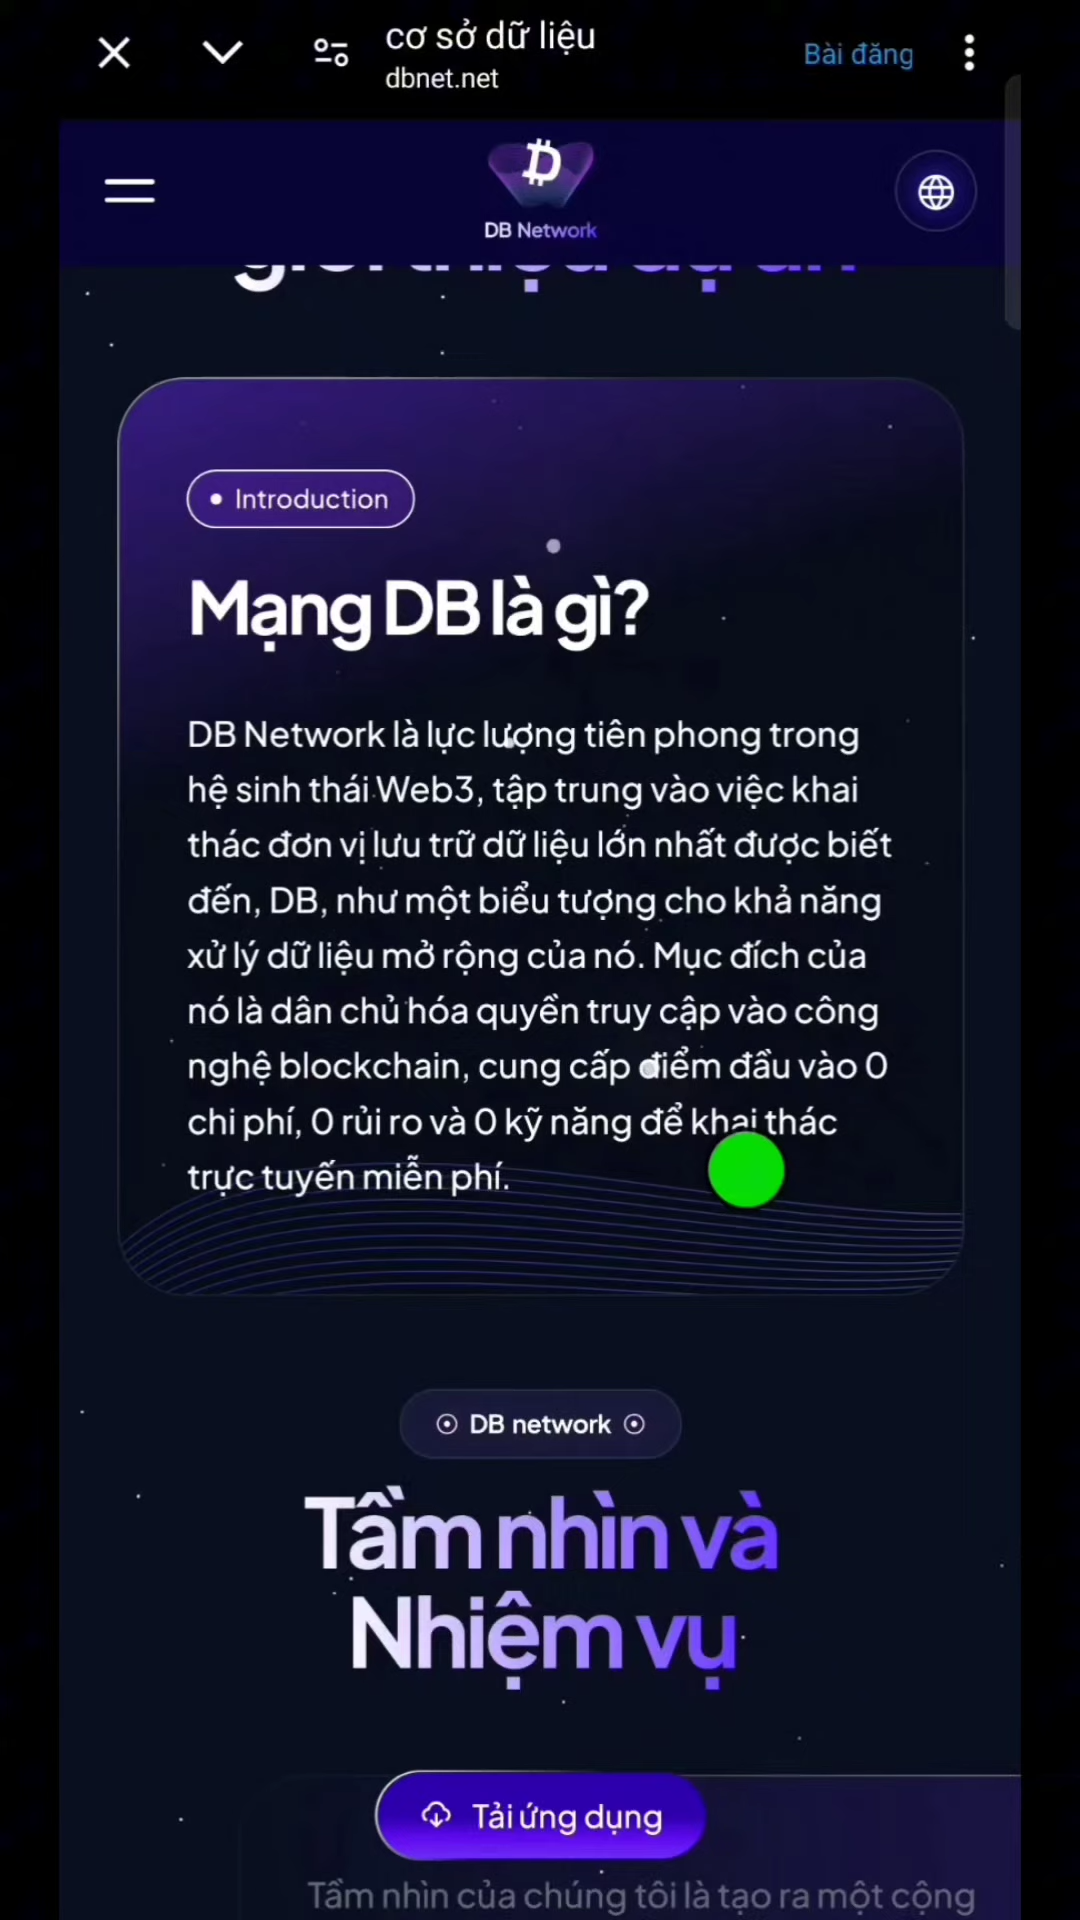 cơ sở dữ liệu
dbnet.net
Bài đăng
DB Network
giới thiệu dự án
Introduction
Mạng DB là gì?
DB Network là lực lượng tiên phong trong
hệ sinh thái Web3, tập trung vào việc khai
thác đơn vị lưu trữ dữ liệu lớn nhất được biết
đến, DB, như một biểu tượng cho khả năng
xử lý dữ liệu mở rộng của nó. Mục đích của
nó là dân chủ hóa quyền truy cập vào công
nghệ blockchain, cung cấp điểm đầu vào 0
chi phí, 0 rủi ro và 0 kỹ năng để khai thác
trực tuyến miễn phí.
DB network
Tầm nhìn và
Nhiệm vụ
Tải ứng dụng
Tầm nhìn của chúng tôi là tạo ra một cộng